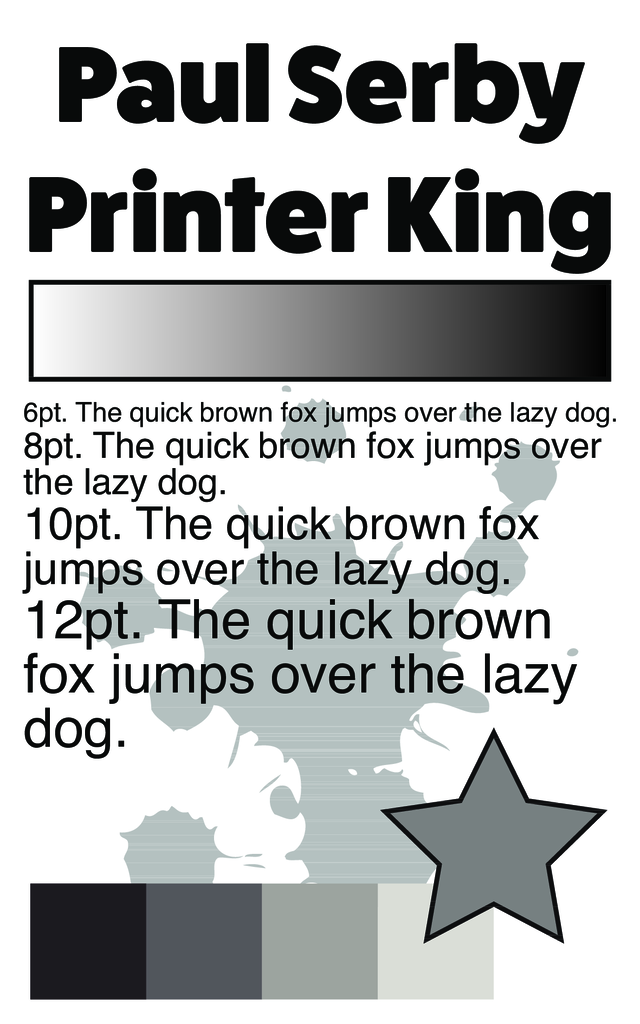 Paul Serby
Printer King
6pt. The quick brown fox jumps over the lazy dog.
8pt. The quick brown fox jumps over
the lazy dog.
10pt. The quick brown fox
jumps over the lazy dog.
12pt. The quick brown
fox jumps over the lazy
dog.